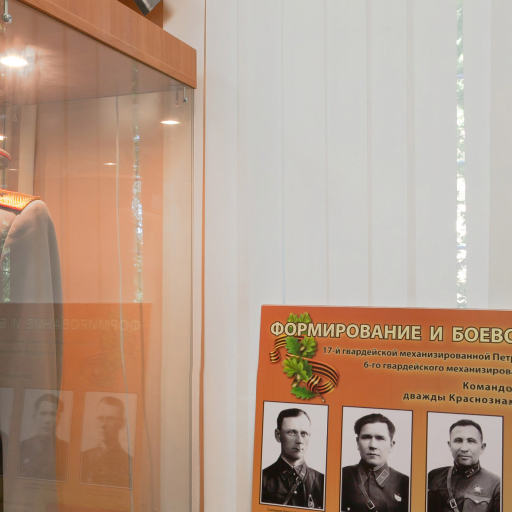 ФОРМИРОВАНИЕ И БОЕВО
17-й гвардейской механизированной Петр
6-го гвардейского механизирова
Командо
дважды Краснознам